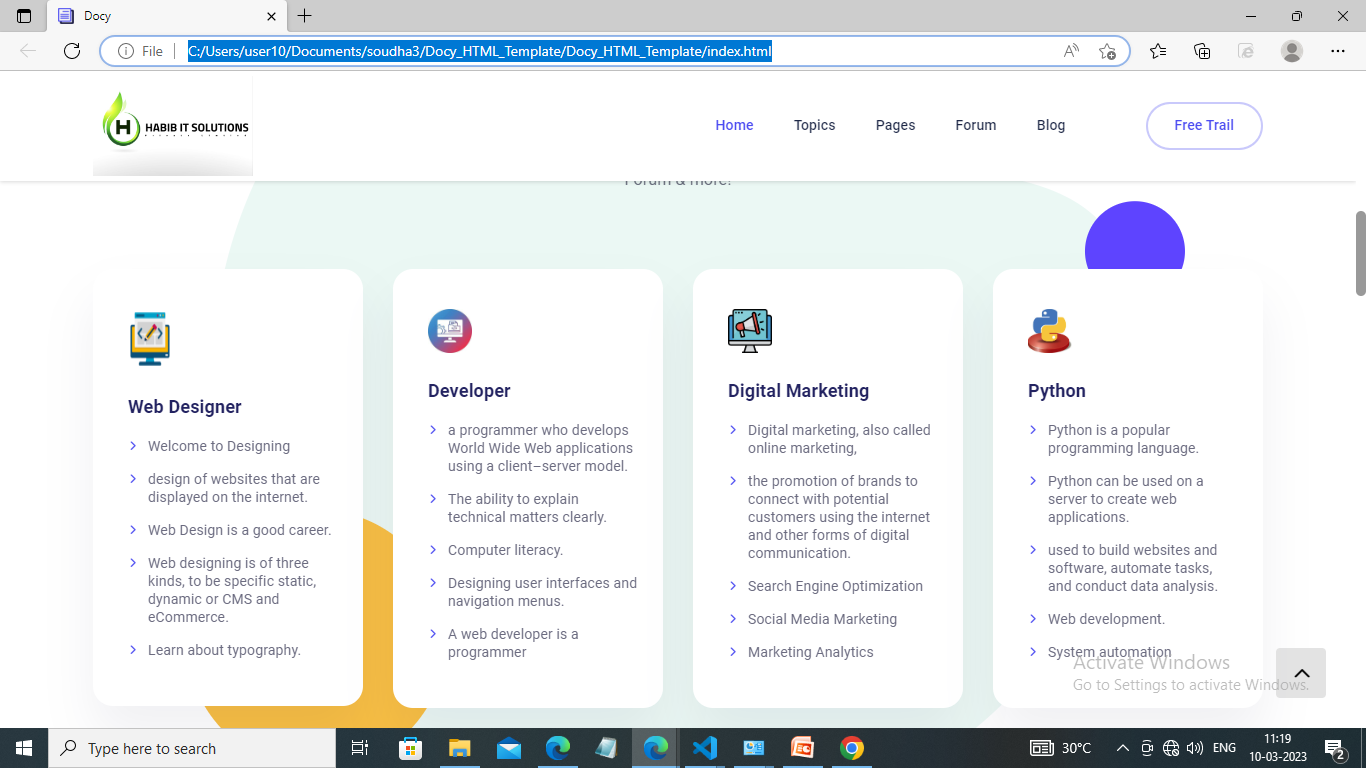 Docy
File
C:/Users/user10/Documents/soudha3/Docy_HTML_Template/Docy_HTML_Template/index.html
HABIB IT SOLUTIONS
Home
Topics
Pages
Forum
Blog
Free Trail
Forum & more!
Web Designer
Welcome to Designing
design of websites that are
displayed on the internet.
Web Design is a good career.
Web designing is of three
kinds, to be specific static,
dynamic or CMS and
eCommerce.
Learn about typography.
Developer
a programmer who develops
World Wide Web applications
using a client–server model.
The ability to explain
technical matters clearly.
Computer literacy.
Designing user interfaces and
navigation menus.
A web developer is a
programmer
Digital Marketing
Digital marketing, also called
online marketing,
the promotion of brands to
connect with potential
customers using the internet
and other forms of digital
communication.
Search Engine Optimization
Social Media Marketing
Marketing Analytics
Python
Python is a popular
programming language.
Python can be used on a
server to create web
applications.
used to build websites and
software, automate tasks,
and conduct data analysis.
Web development.
System automation
Activate Windows
Go to Settings to activate Windows.
Type here to search
30°C
ENG
11:19
10-03-2023
2